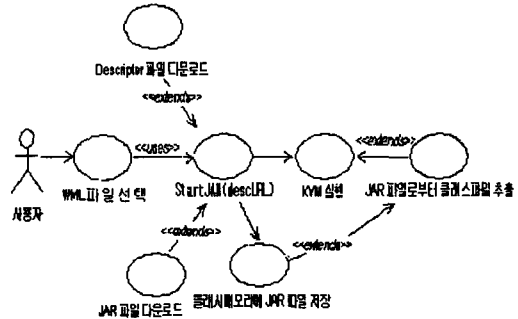 Descriptor 파일 다운로드
<<extends>>
<<uses>>
<<extends>>
사용자
WML 파일 선택
StartJAM(descURL)
KVM 실행
JAR 파일로부터 클래스파일 추출
<<extends>>
<<extends>>
JAR 파일 다운로드
플래시메모리에 JAR 파일 저장